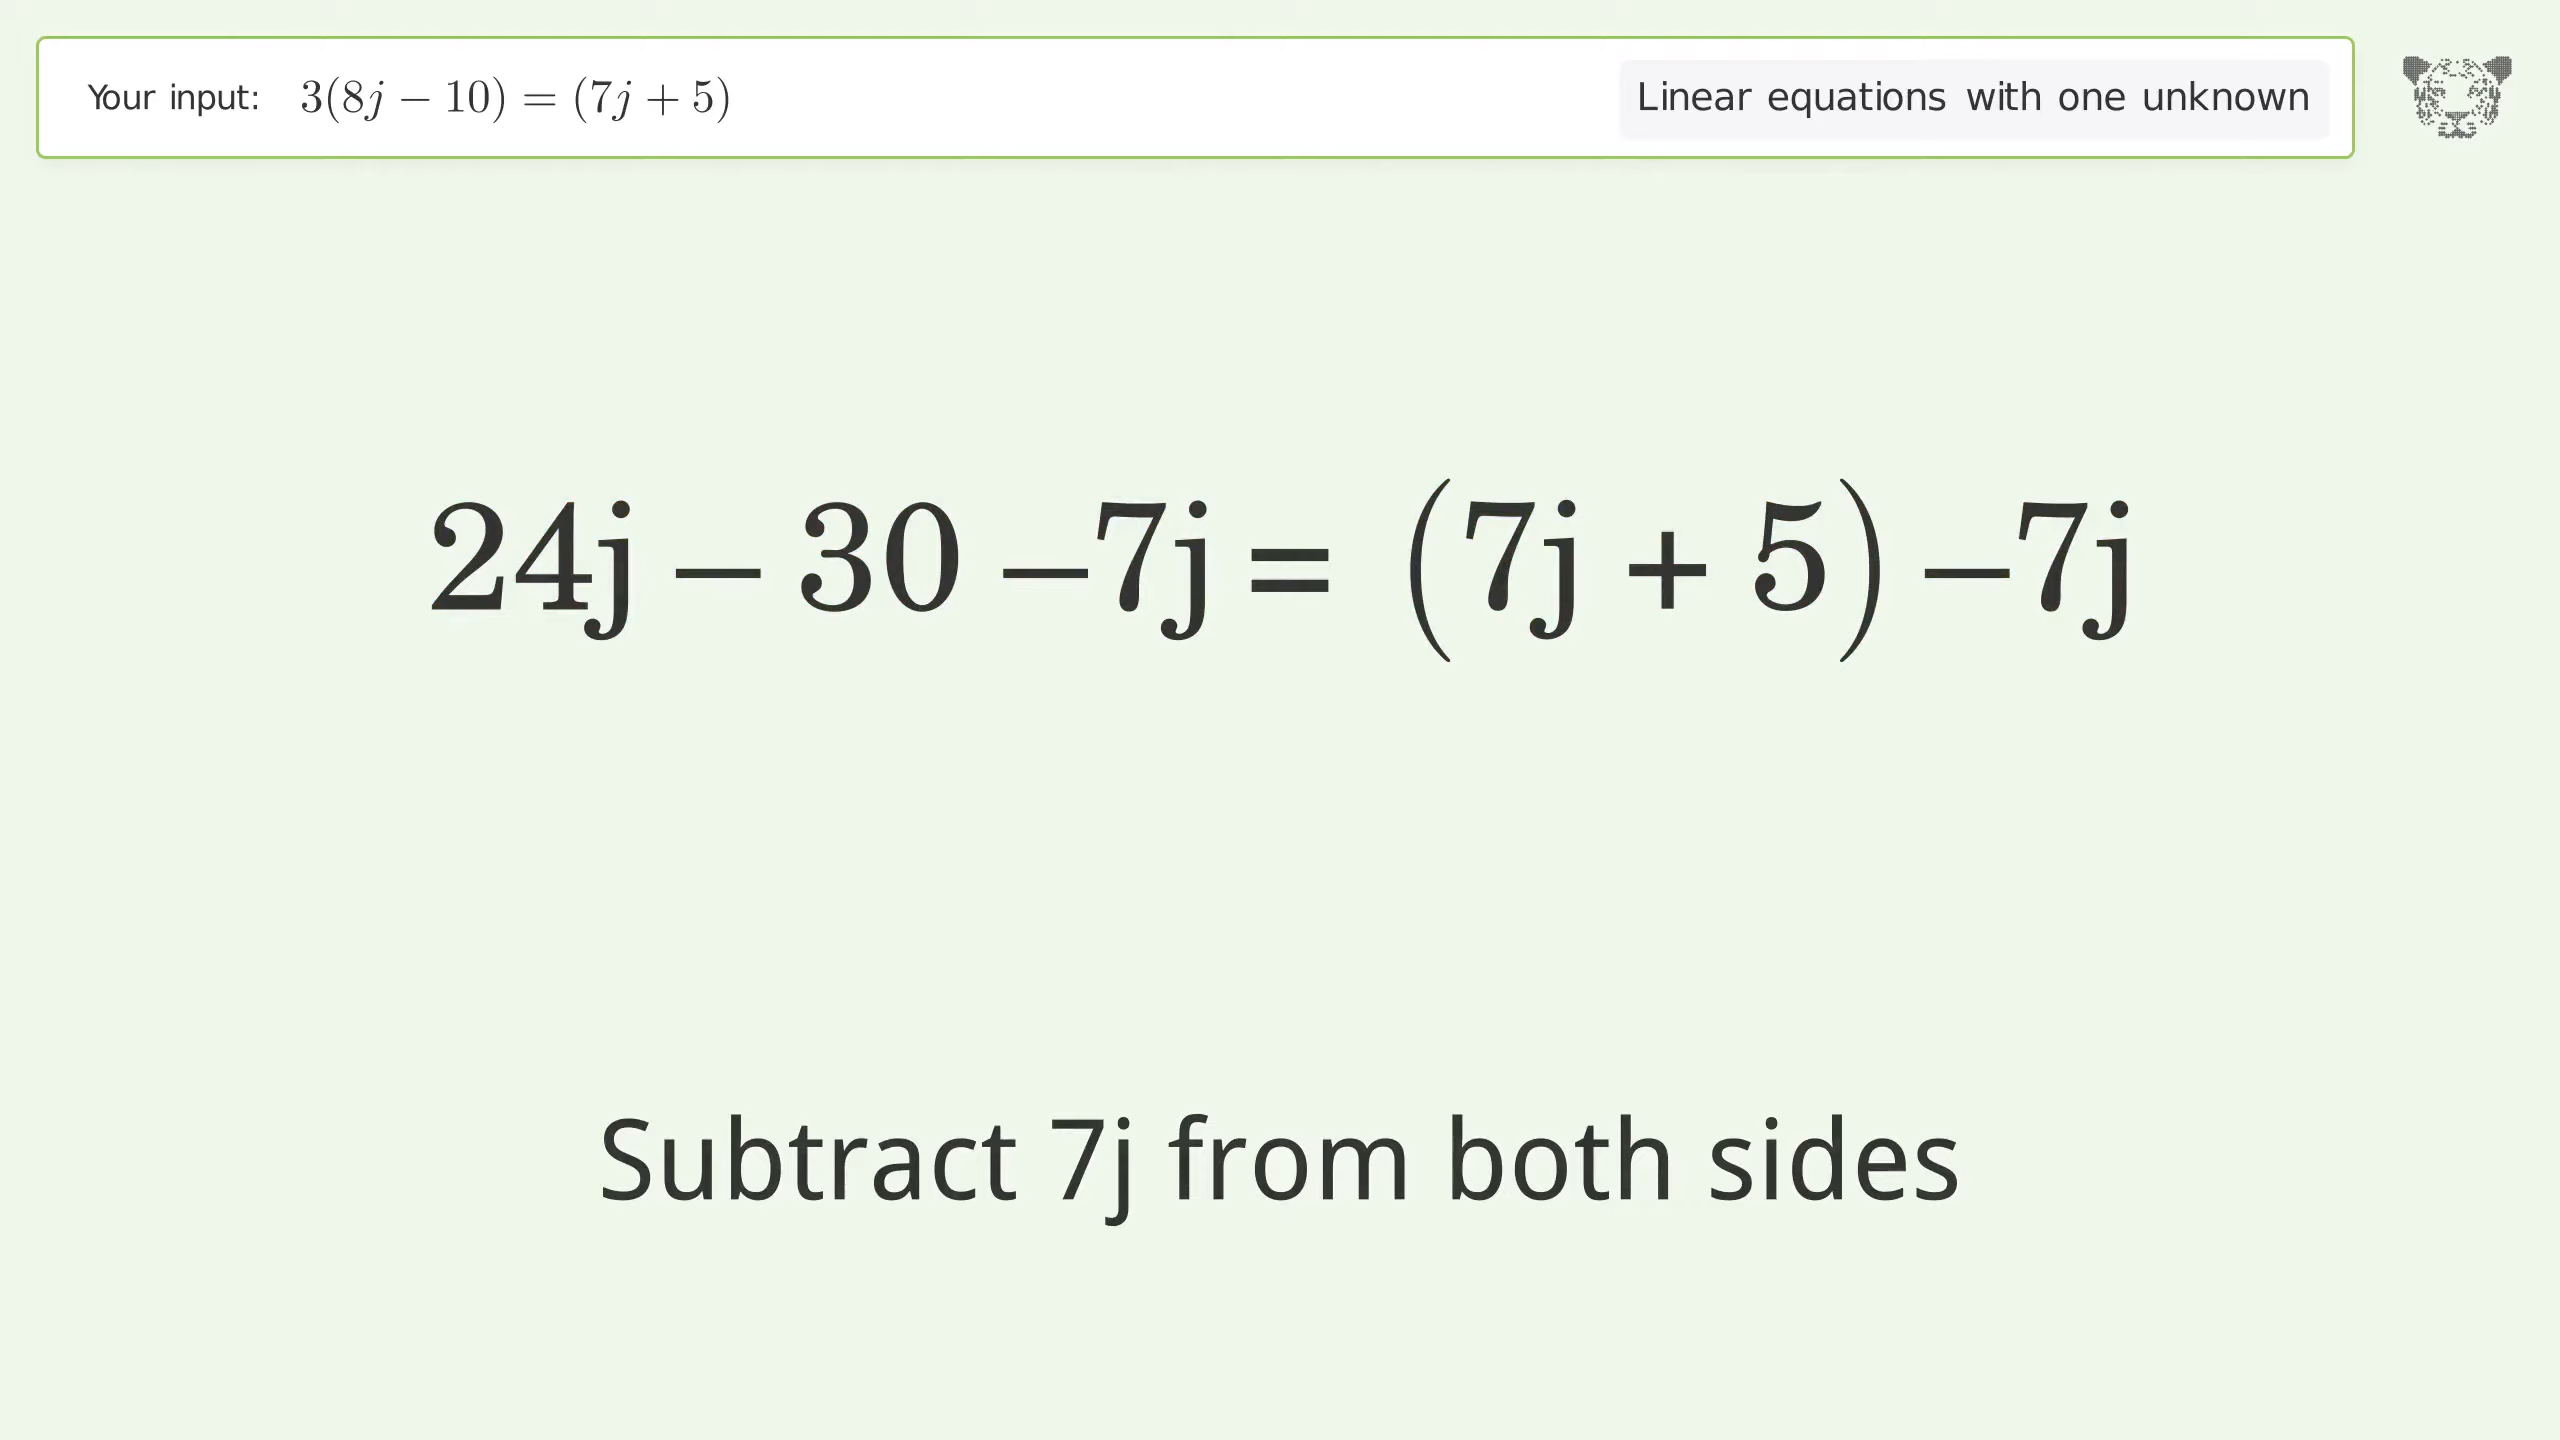 Your input: 3(8j − 10) = (7j + 5)
Linear equations with one unknown
24j − 30 −7j = (7j + 5) −7j
Subtract 7j from both sides